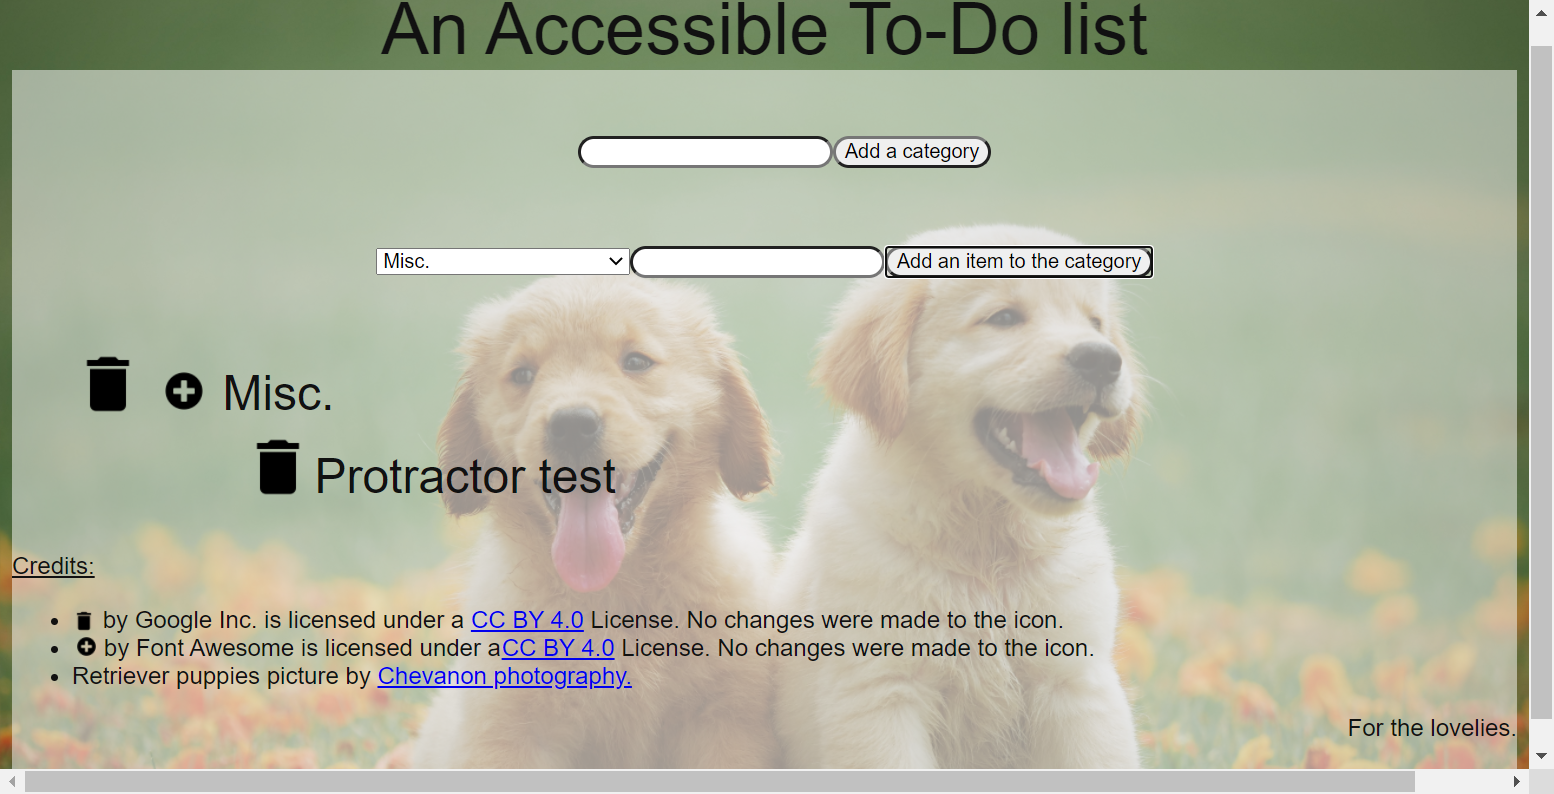 An Accessible To-Do list
Add a category
Misc. Add an item to the category
Misc.
Protractor test
Credits:
by Google Inc. is licensed under a CC BY 4.0 License. No changes were made to the icon.
by Font Awesome is licensed under aCC BY 4.0 License. No changes were made to the icon.
Retriever puppies picture by Chevanon photography.
For the lovelies.